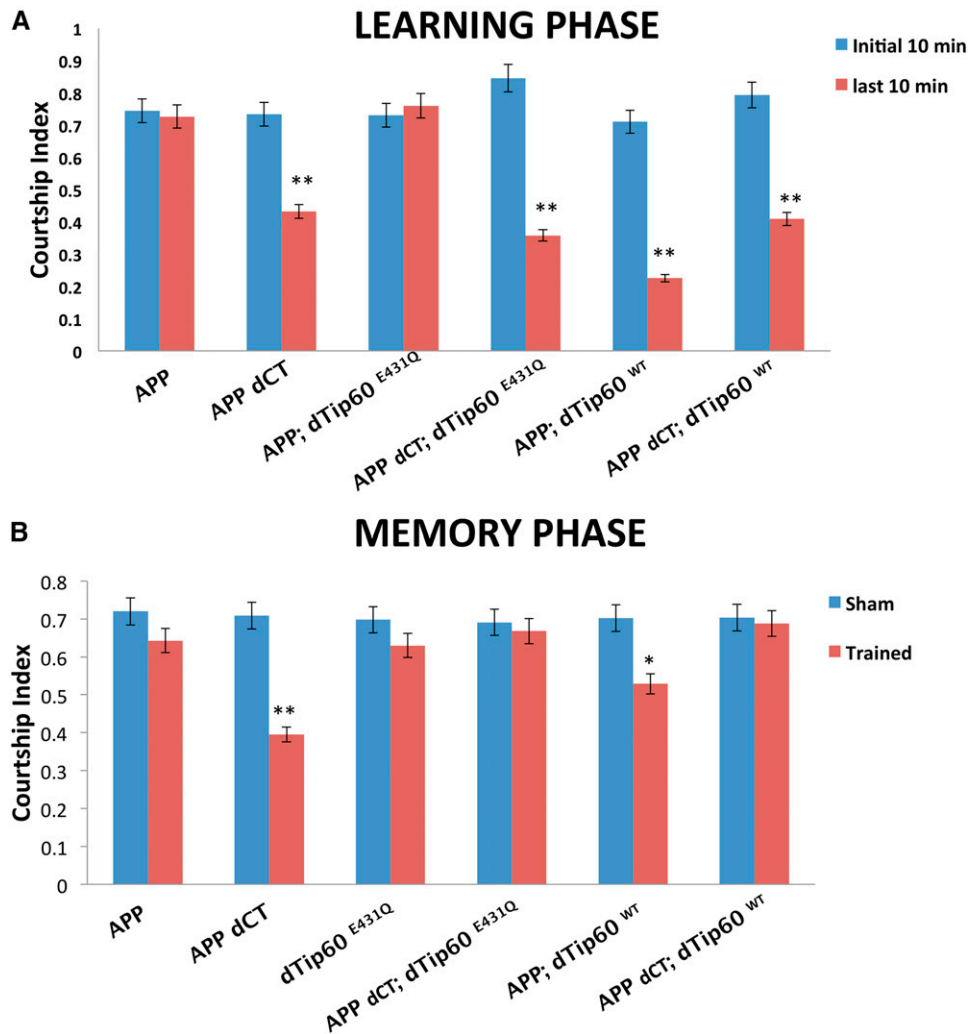 A
LEARNING PHASE
Initial 10 min
last 10 min
Courtship Index
1
0.9
0.8
0.7
0.6
0.5
0.4
0.3
0.2
0.1
0
**
**
**
**
APP
APP dCT
APP; dTip60 E431Q
APP dCT; dTip60 E431Q
APP; dTip60 WT
APP dCT; dTip60 WT
B
MEMORY PHASE
Sham
Trained
Courtship Index
0.8
0.7
0.6
0.5
0.4
0.3
0.2
0.1
0
**
*
APP
APP dCT
dTip60 E431Q
APP dCT; dTip60 E431Q
APP; dTip60 WT
APP dCT; dTip60 WT